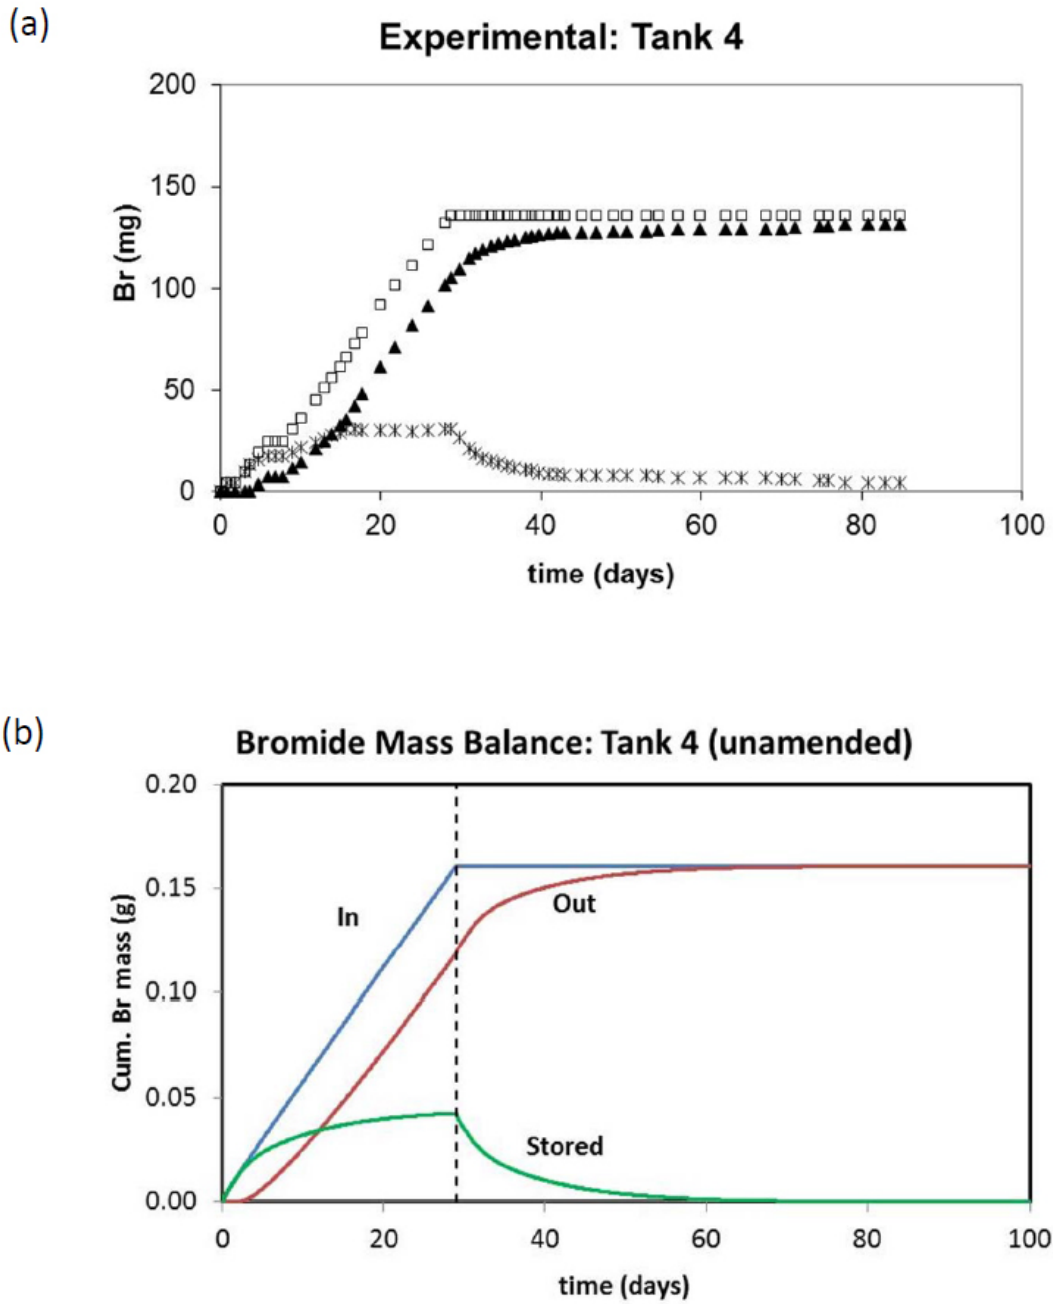 (a)
Experimental: Tank 4
200
150
100
50
0
Br (mg)
0 20 40 60 80 100
time (days)
(b)
Bromide Mass Balance: Tank 4 (unamended)
0.20
0.15
0.10
0.05
0.00
Cum. Br mass (g)
In
Out
Stored
0 20 40 60 80 100
time (days)